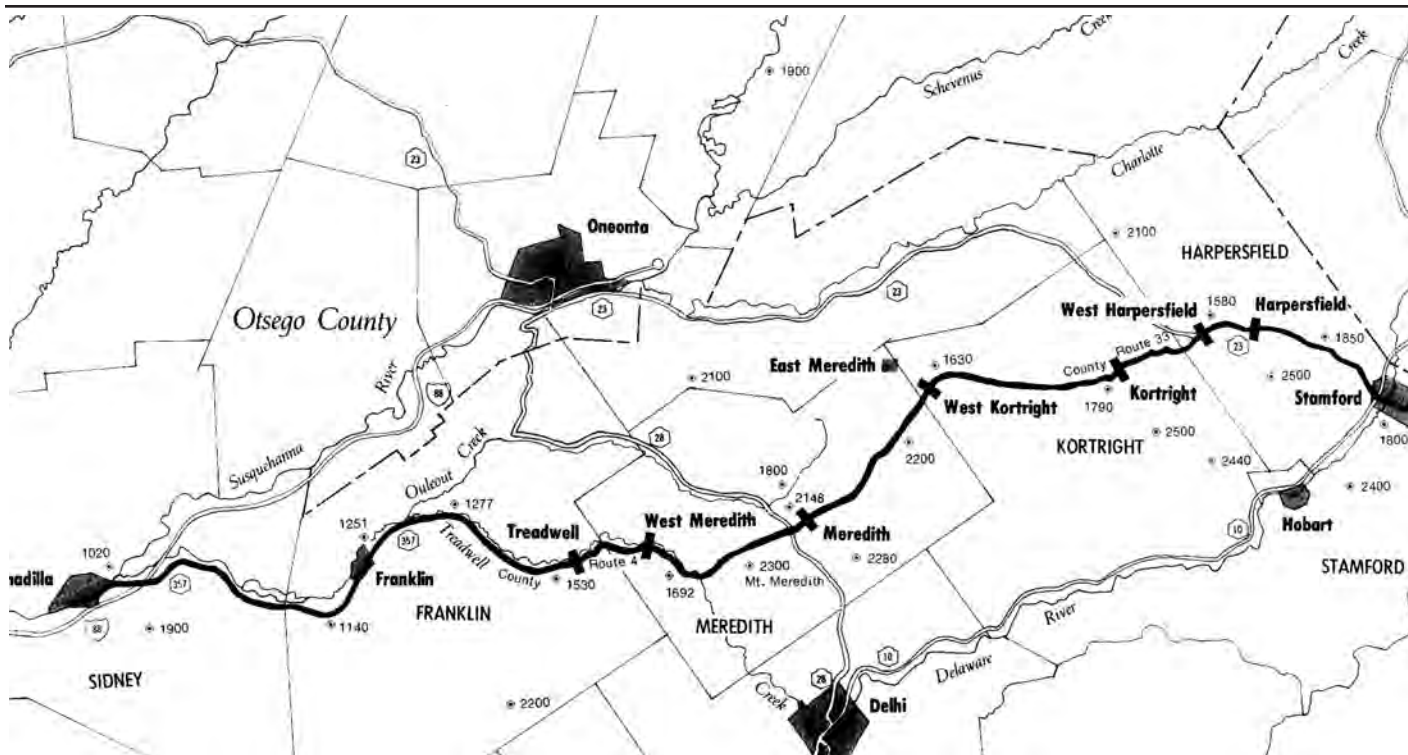 Creek
Creek
1900
Schevenus
23
Charlotte
Oneonta
2100
HARPERSFIELD
23
23
Otsego County
West Harpersfield
1580
Harpersfield
Route 33
1850
23
East Meredith
1630
County
River
88
2100
2500
Stamford
West Kortright
1790
Kortright
Creek
28
2200
KORTRIGHT
2500
1800
Susquehanna
Ouleout
1800
2440
2400
1277
2148
1251
Treadwell
West Meredith
Meredith
10
Hobart
1020
357
Treadwell
nadilla
Franklin
County
Route 4
2300
2280
STAMFORD
357
1530
Mt. Meredith
FRANKLIN
1692
River
88
1900
1140
MEREDITH
10
Delaware
SIDNEY
28
Creek
2200
Delhi